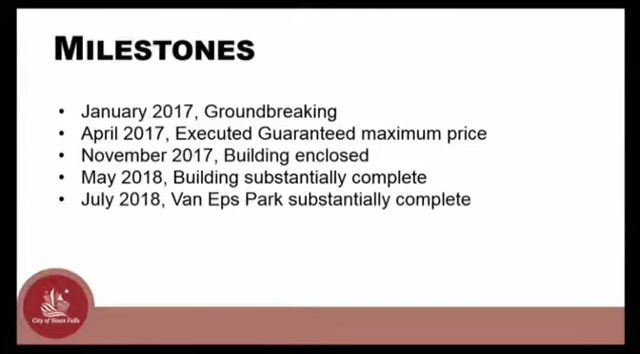 MILESTONES
• January 2017, Groundbreaking
• April 2017, Executed Guaranteed maximum price
• November 2017, Building enclosed
• May 2018, Building substantially complete
• July 2018, Van Eps Park substantially complete
City of Sioux Falls